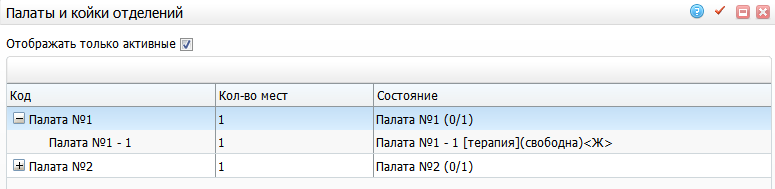 Палаты и койки отделений
Отображать только активные
Код Кол-во мест Состояние
Палата №1 1 Палата №1 (0/1)
Палата №1 - 1 1 Палата №1 - 1 [терапия](свободна)<Ж>
Палата №2 1 Палата №2 (0/1)